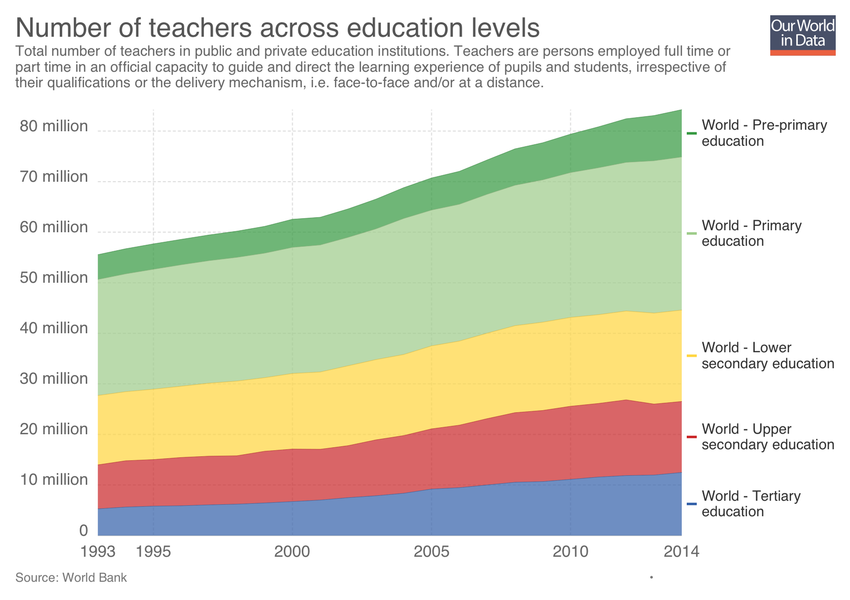 Number of teachers across education levels
Our World
in Data
Total number of teachers in public and private education institutions. Teachers are persons employed full time or
part time in an official capacity to guide and direct the learning experience of pupils and students, irrespective of
their qualifications or the delivery mechanism, i.e. face-to-face and/or at a distance.
80 million
70 million
60 million
50 million
40 million
30 million
20 million
10 million
0
World - Pre-primary
education
World - Primary
education
World - Lower
secondary education
World - Upper
secondary education
World - Tertiary
education
1993 1995 2000 2005 2010 2014
Source: World Bank